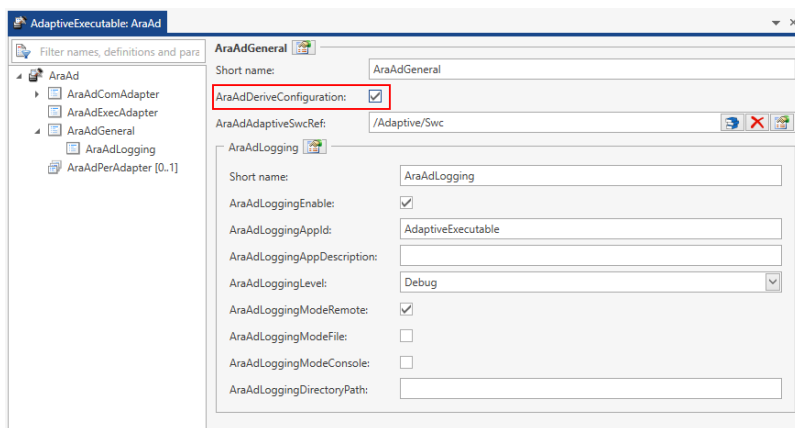 AdaptiveExecutable: AraAd
Filter names, definitions and para
AraAd
AraAdComAdapter
AraAdExecAdapter
AraAdGeneral
AraAdLogging
AraAdPerAdapter [0..1]
AraAdGeneral
Short name: AraAdGeneral
AraAdDeriveConfiguration:
AraAdAdaptiveSwcRef: /Adaptive/Swc
AraAdLogging
Short name: AraAdLogging
AraAdLoggingEnable:
AraAdLoggingAppId: AdaptiveExecutable
AraAdLoggingAppDescription:
AraAdLoggingLevel: Debug
AraAdLoggingModeRemote:
AraAdLoggingModeFile:
AraAdLoggingModeConsole:
AraAdLoggingDirectoryPath: